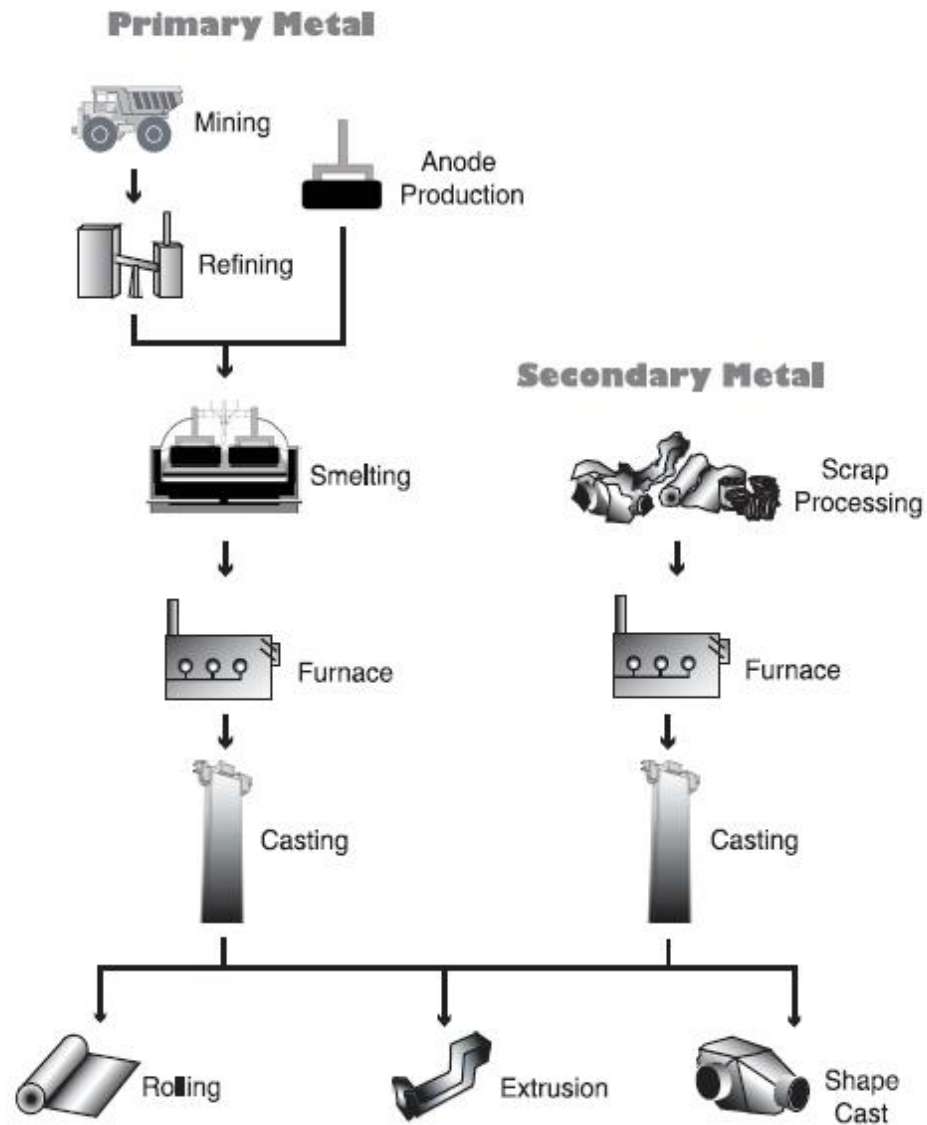 Primary Metal
Mining
Anode
Production
Refining
Secondary Metal
Smelting
Scrap
Processing
Furnace
Furnace
Casting
Casting
Rolling
Extrusion
Shape
Cast